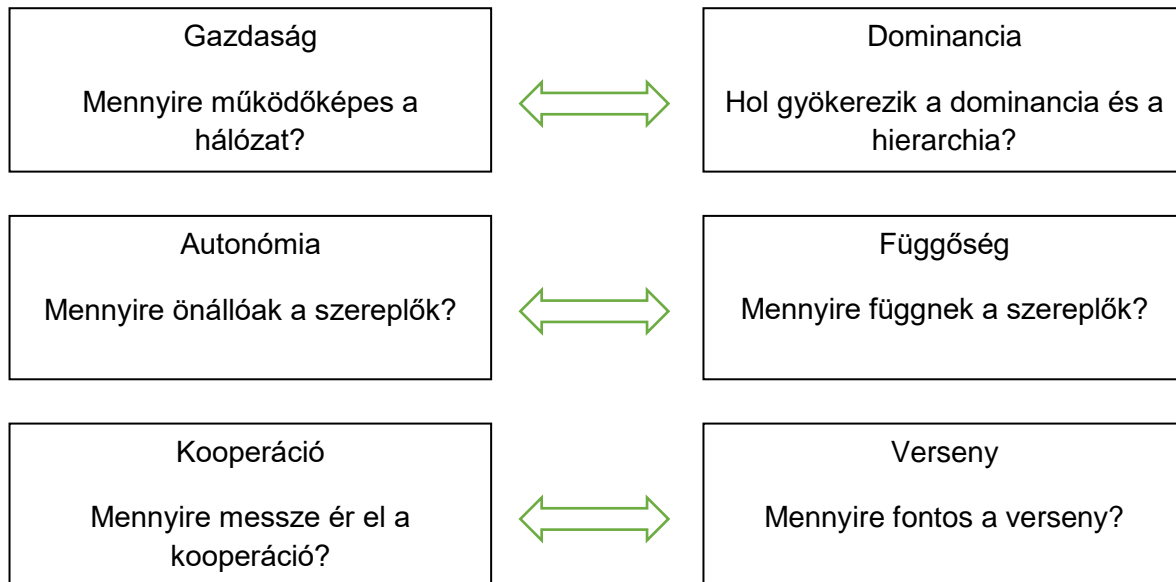 Gazdaság
Mennyire működőképes a
hálózat?
Dominancia
Hol gyökerezik a dominancia és a
hierarchia?
Autonómia
Mennyire önállóak a szereplők?
Függőség
Mennyire függnek a szereplők?
Kooperáció
Mennyire messze ér el a
kooperáció?
Verseny
Mennyire fontos a verseny?